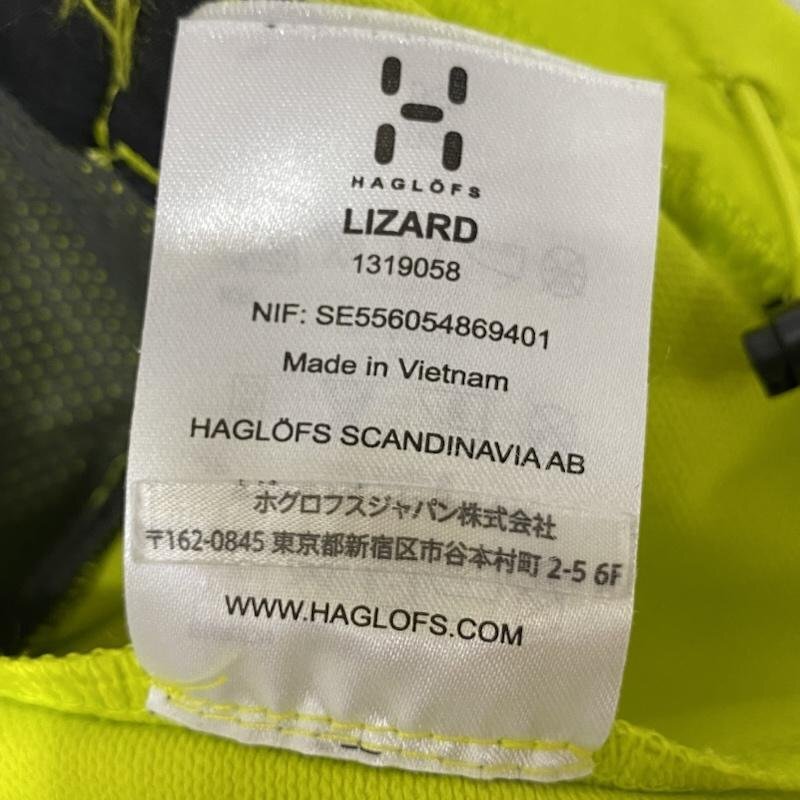 HAGLÖFS
LIZARD
1319058
NIF: SE556054869401
Made in Vietnam
HAGLÖFS SCANDINAVIA AB
ホグロフスジャパン株式会社
〒162-0845 東京都新宿区市谷本村町 2-5 6F
WWW.HAGLOFS.COM